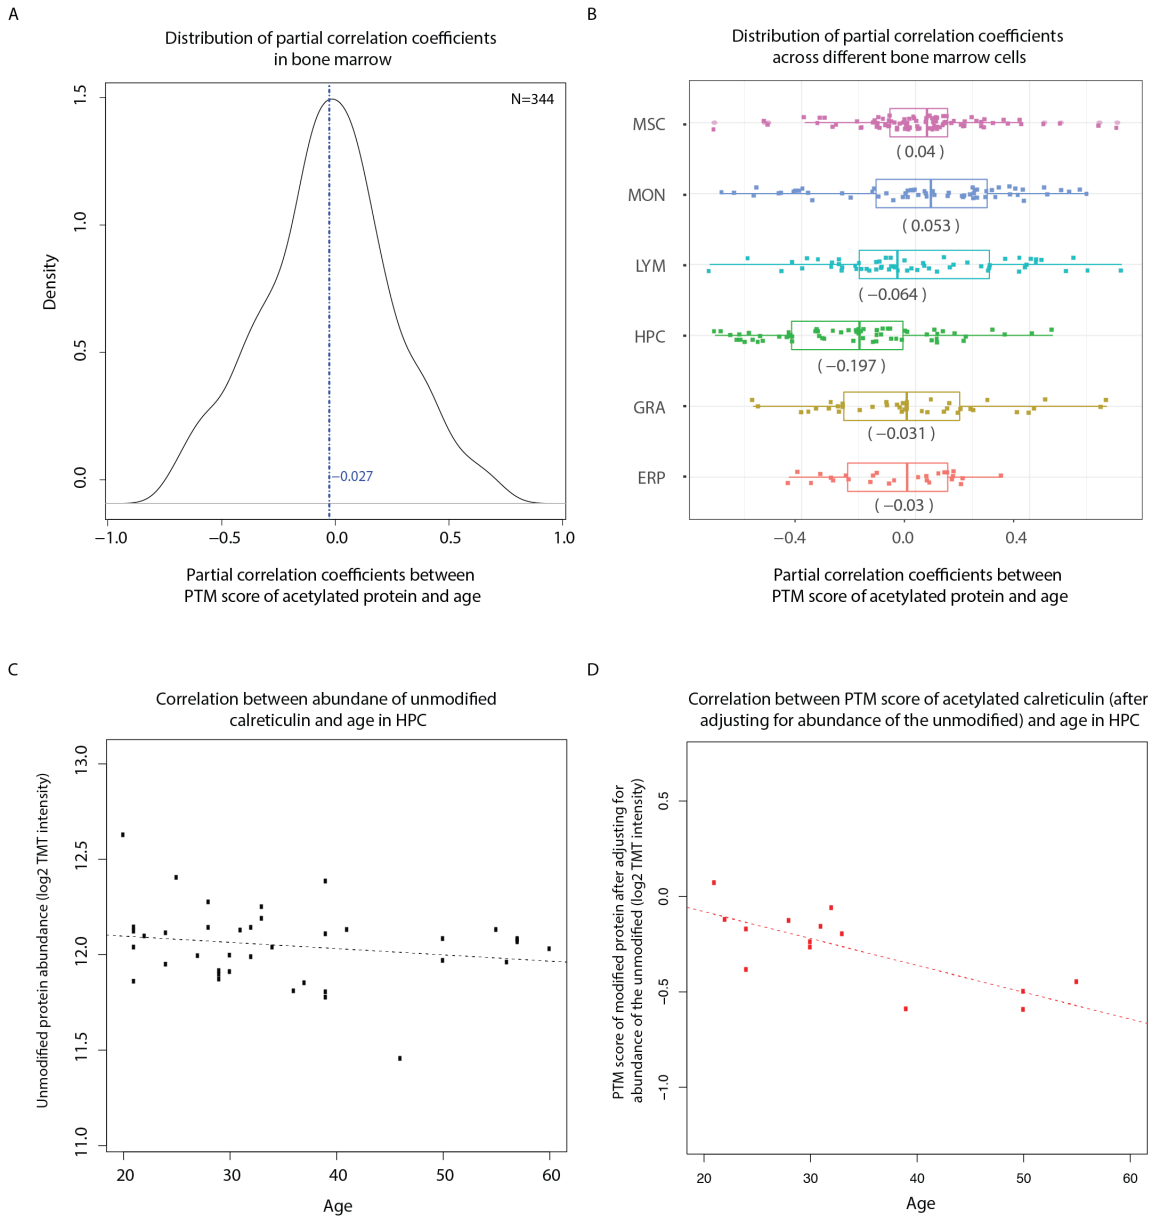 A
Distribution of partial correlation coefficients
in bone marrow
N=344
Density
1.5
1.0
0.5
0.0
−0.027
−1.0
−0.5
0.0
0.5
1.0
Partial correlation coefficients between
PTM score of acetylated protein and age
B
Distribution of partial correlation coefficients
across different bone marrow cells
MSC
( 0.04 )
MON
( 0.053 )
LYM
( −0.064 )
HPC
( −0.197 )
GRA
( −0.031 )
ERP
( −0.03 )
−0.4
0.0
0.4
Partial correlation coefficients between
PTM score of acetylated protein and age
C
Correlation between abundane of unmodified
calreticulin and age in HPC
Unmodified protein abundance (log2 TMT intensity)
13.0
12.5
12.0
11.5
11.0
20
30
40
50
60
Age
D
Correlation between PTM score of acetylated calreticulin (after
adjusting for abundance of the unmodified) and age in HPC
PTM score of modified protein after adjusting for
abundance of the unmodified (log2 TMT intensity)
0.5
0.0
−0.5
−1.0
20
30
40
50
60
Age